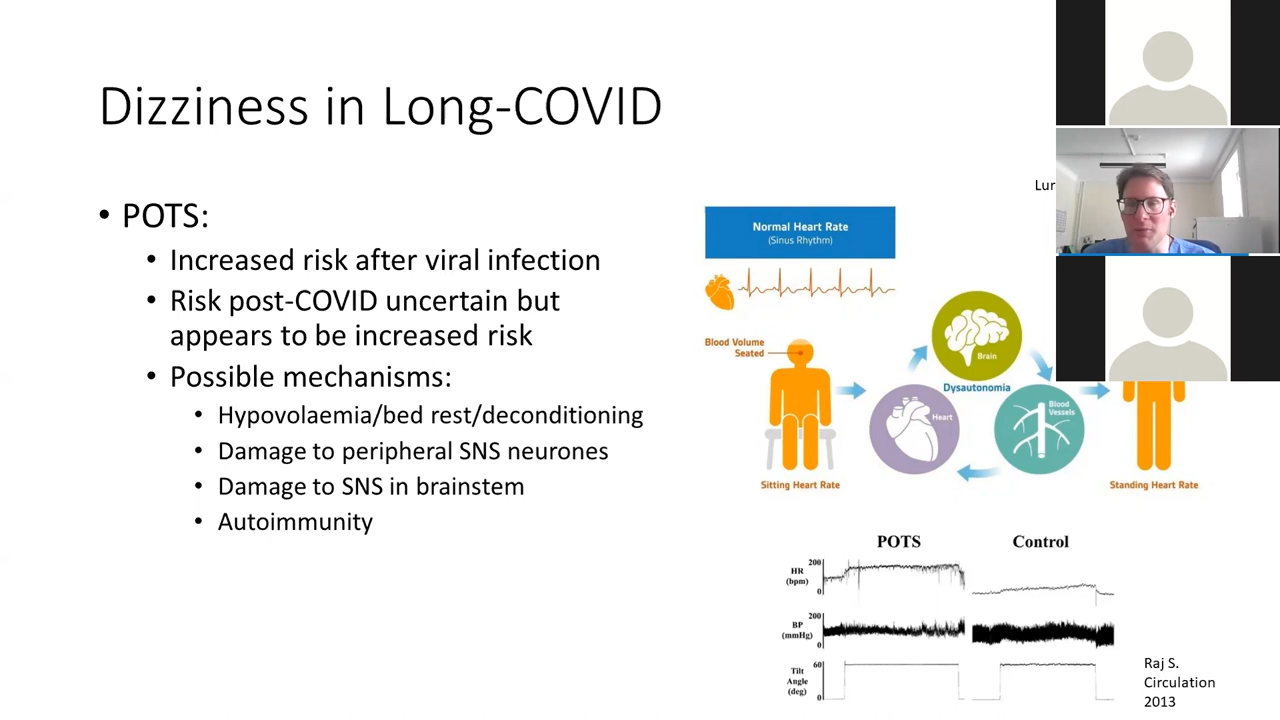 Dizziness in Long-COVID
• POTS:
• Increased risk after viral infection
• Risk post-COVID uncertain but
appears to be increased risk
• Possible mechanisms:
• Hypovolaemia/bed rest/deconditioning
• Damage to peripheral SNS neurones
• Damage to SNS in brainstem
• Autoimmunity
Normal Heart Rate
(Sinus Rhythm)
Blood Volume
Seated
Brain
Dysautonomia
Heart
Blood
Vessels
Sitting Heart Rate
Standing Heart Rate
POTS
Control
HR
(bpm)
200
0
BP
(mmHg)
200
0
Tilt
Angle
(deg)
60
0
Raj S.
Circulation
2013